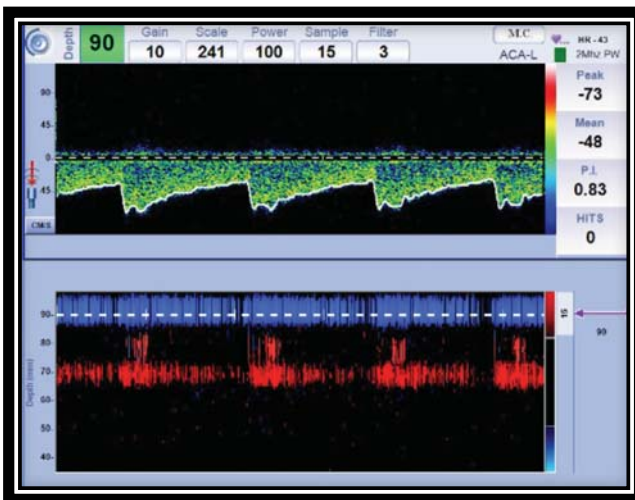 Depth 90 Gain 10 Scale 241 Power 100 Sample 15 Filter 3 M.C. HR - 43
ACA-L 2Mhz PW
Peak
-73
Mean
-48
P.I.
0.83
HITS
0
90
45
0
45
CM/S
90
80
70
60
50
40
Depth (mm)
15
90